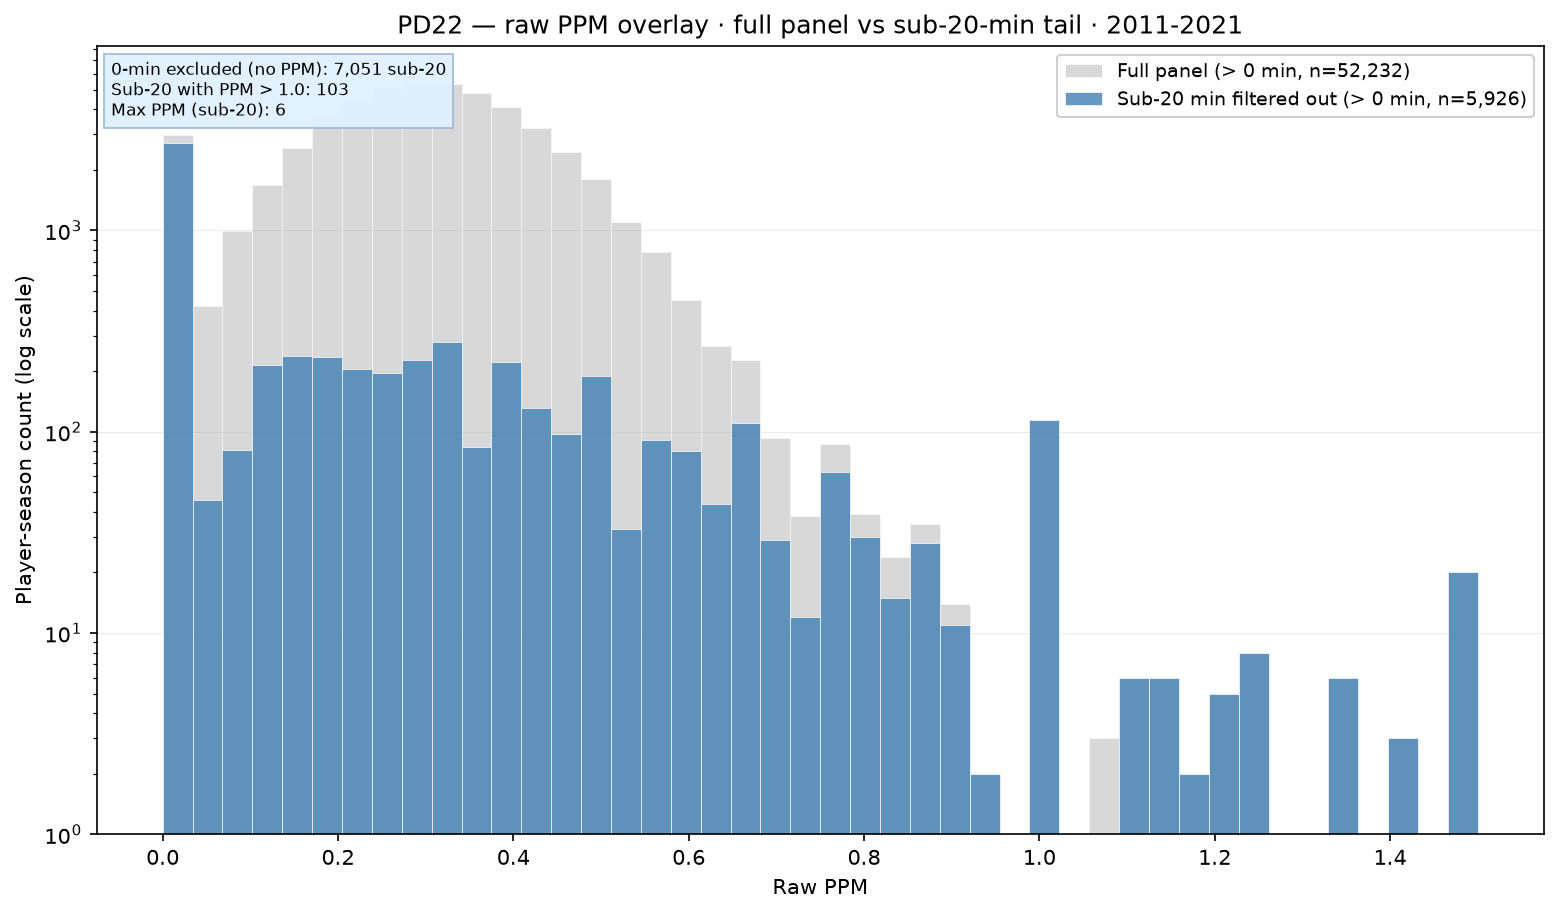 PD22 — raw PPM overlay · full panel vs sub-20-min tail · 2011-2021
0-min excluded (no PPM): 7,051 sub-20
Sub-20 with PPM > 1.0: 103
Max PPM (sub-20): 6
Full panel (> 0 min, n=52,232)
Sub-20 min filtered out (> 0 min, n=5,926)
Player-season count (log scale)
10³
10²
10¹
10⁰
0.0 0.2 0.4 0.6 0.8 1.0 1.2 1.4
Raw PPM